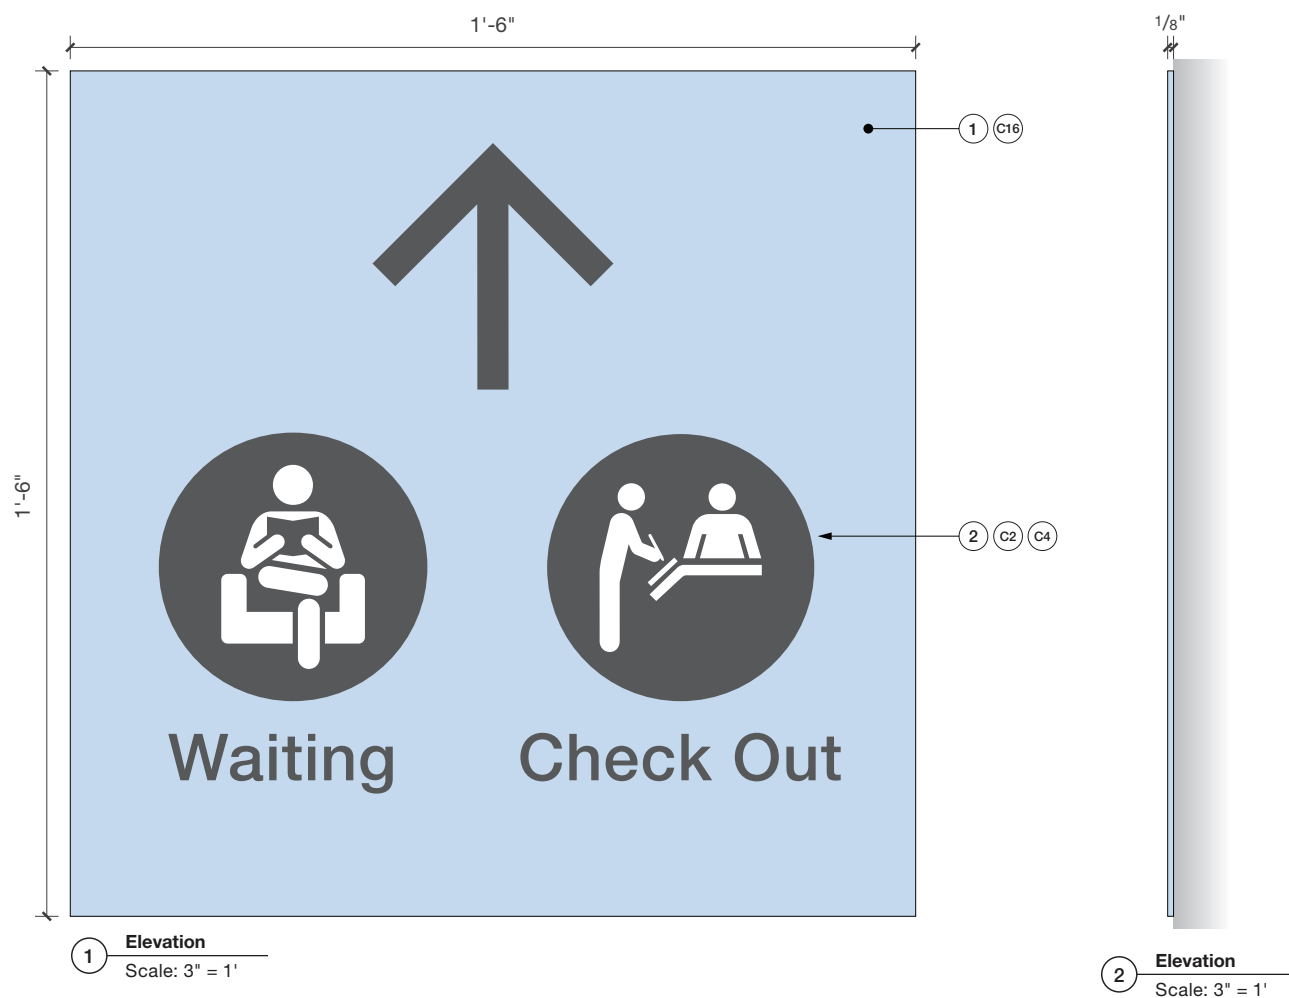 1'-6"
1/8"
1 C16
1'-6"
2 C2 C4
Waiting Check Out
1 Elevation
Scale: 3" = 1'
2 Elevation
Scale: 3" = 1'